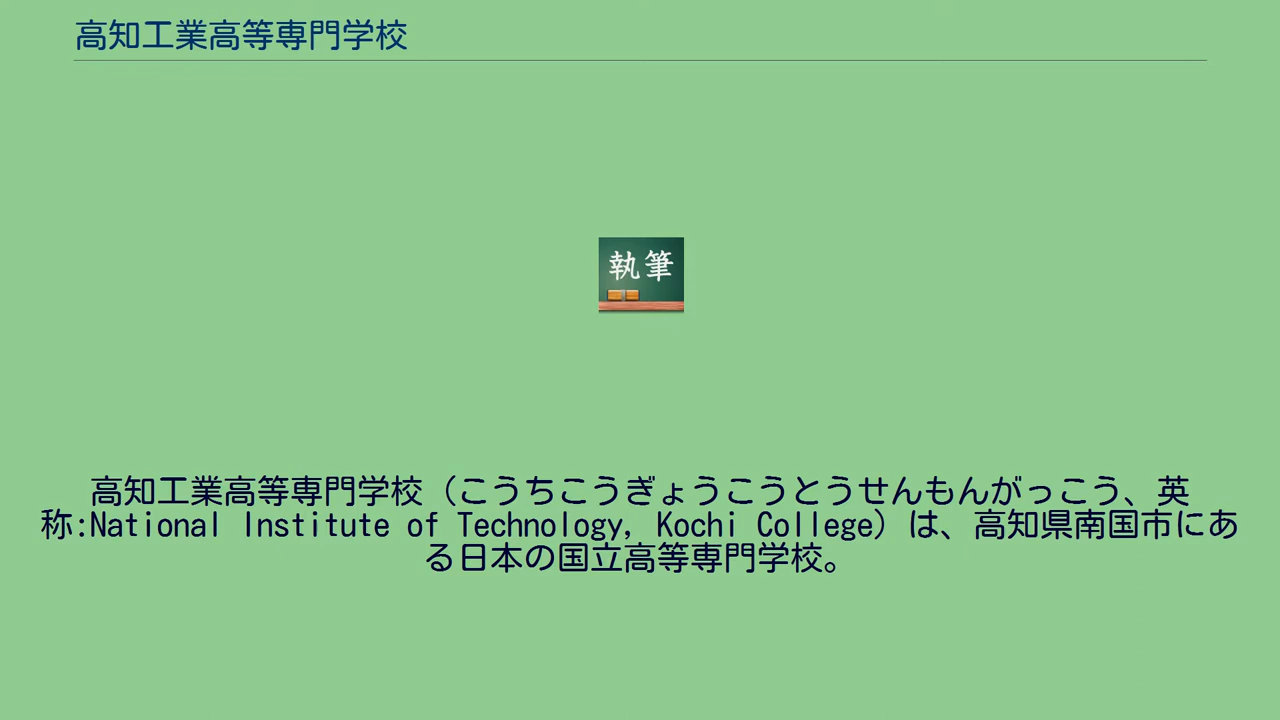 高知工業高等専門学校
執筆
高知工業高等専門学校（こうちこうぎょうこうとうせんもんがっこう、英
称:National Institute of Technology, Kochi College）は、高知県南国市にあ
る日本の国立高等専門学校。